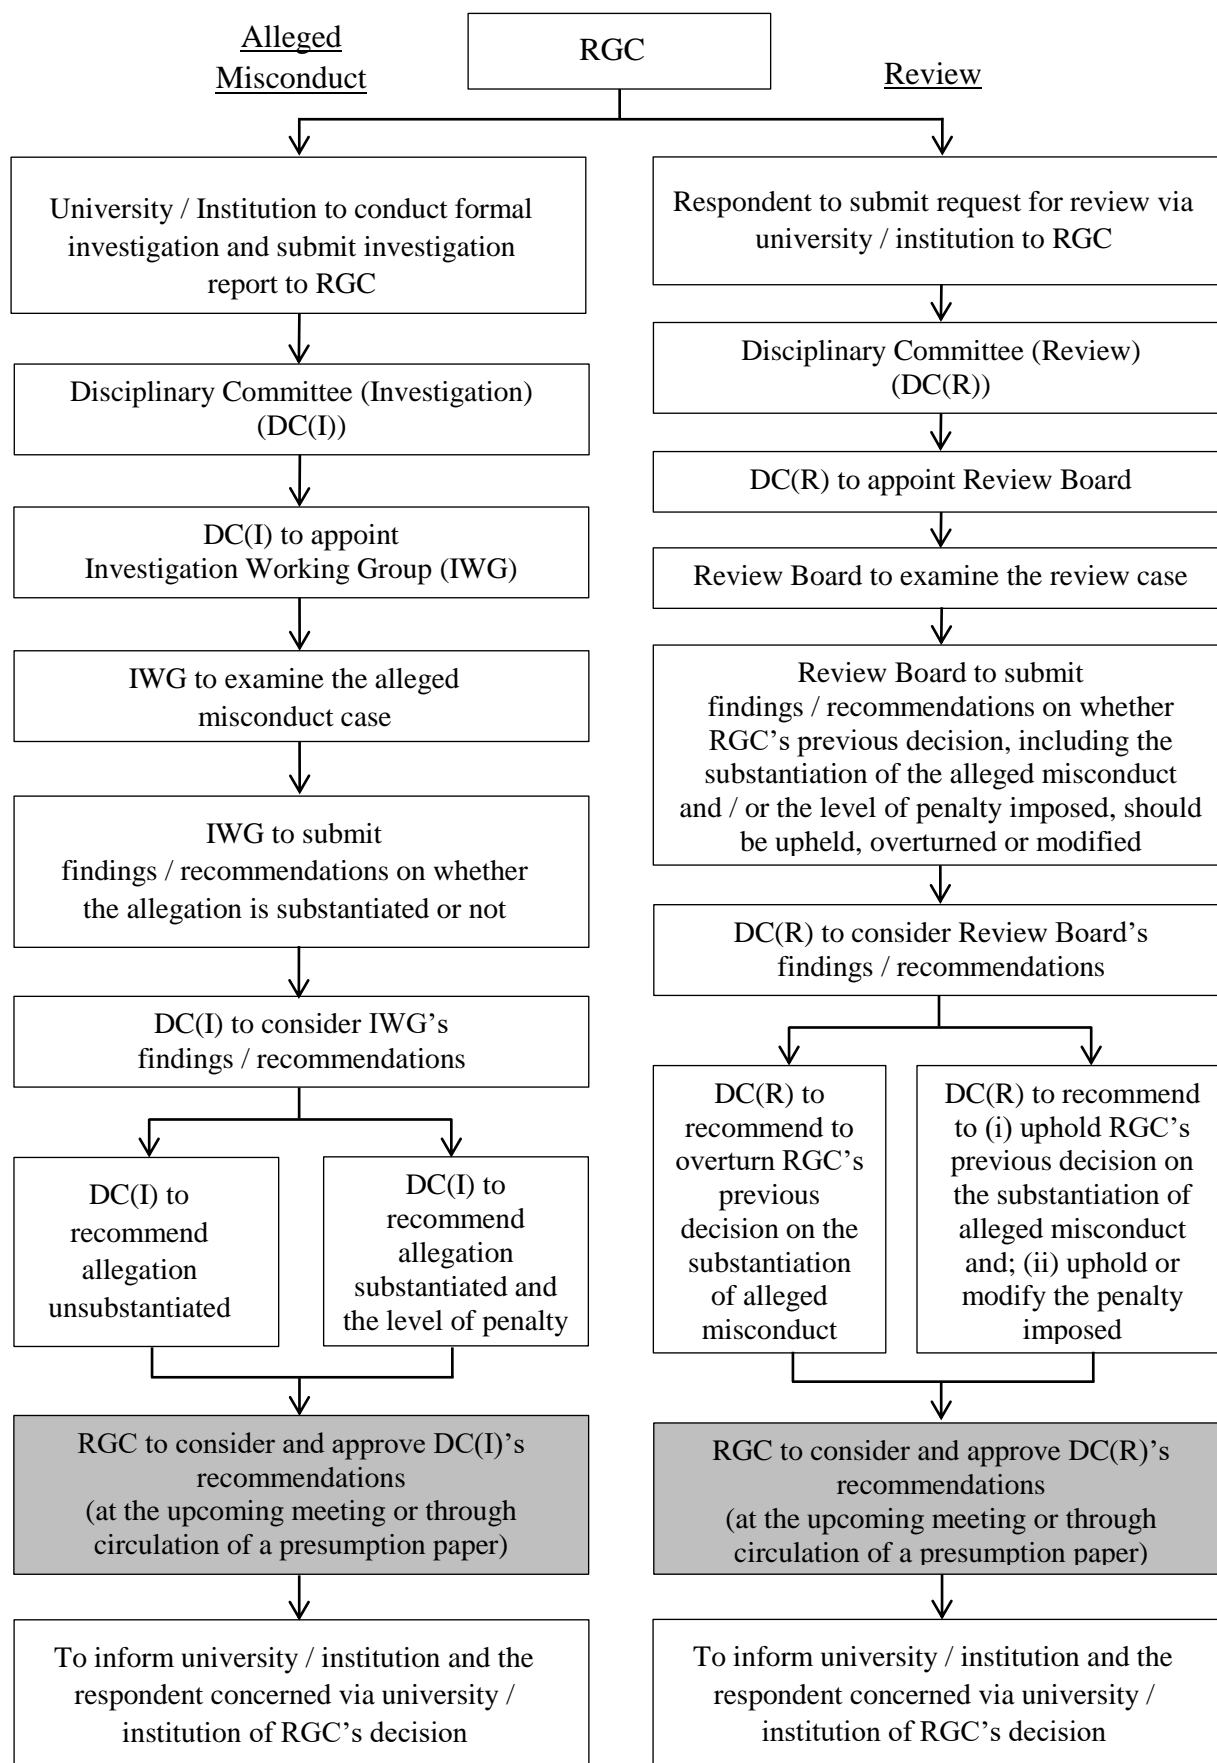 Alleged
Misconduct
RGC
Review
University / Institution to conduct formal
investigation and submit investigation
report to RGC
Disciplinary Committee (Investigation)
(DC(I))
DC(I) to appoint
Investigation Working Group (IWG)
IWG to examine the alleged
misconduct case
IWG to submit
findings / recommendations on whether
the allegation is substantiated or not
DC(I) to consider IWG’s
findings / recommendations
DC(I) to
recommend
allegation
unsubstantiated
DC(I) to
recommend
allegation
substantiated and
the level of penalty
RGC to consider and approve DC(I)’s
recommendations
(at the upcoming meeting or through
circulation of a presumption paper)
To inform university / institution and the
respondent concerned via university /
institution of RGC’s decision
Respondent to submit request for review via
university / institution to RGC
Disciplinary Committee (Review)
(DC(R))
DC(R) to appoint Review Board
Review Board to examine the review case
Review Board to submit
findings / recommendations on whether
RGC’s previous decision, including the
substantiation of the alleged misconduct
and / or the level of penalty imposed, should
be upheld, overturned or modified
DC(R) to consider Review Board’s
findings / recommendations
DC(R) to
recommend to
overturn RGC’s
previous
decision on the
substantiation
of alleged
misconduct
DC(R) to recommend
to (i) uphold RGC’s
previous decision on
the substantiation of
alleged misconduct
and; (ii) uphold or
modify the penalty
imposed
RGC to consider and approve DC(R)’s
recommendations
(at the upcoming meeting or through
circulation of a presumption paper)
To inform university / institution and the
respondent concerned via university /
institution of RGC’s decision